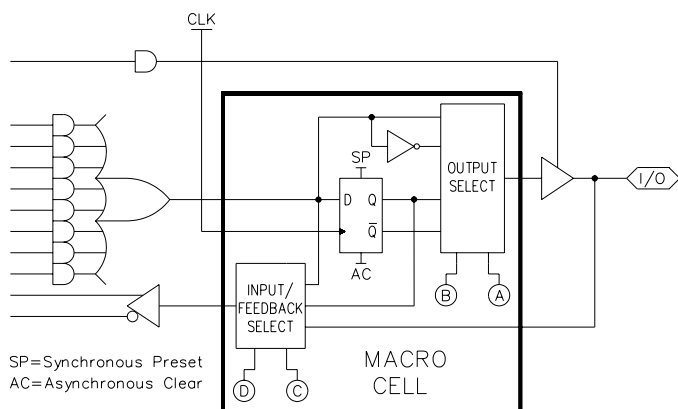 CLK
SP
D Q
Q̅
AC
OUTPUT
SELECT
I/O
B A
INPUT/
FEEDBACK
SELECT
D C
MACRO
CELL
SP=Synchronous Preset
AC=Asynchronous Clear